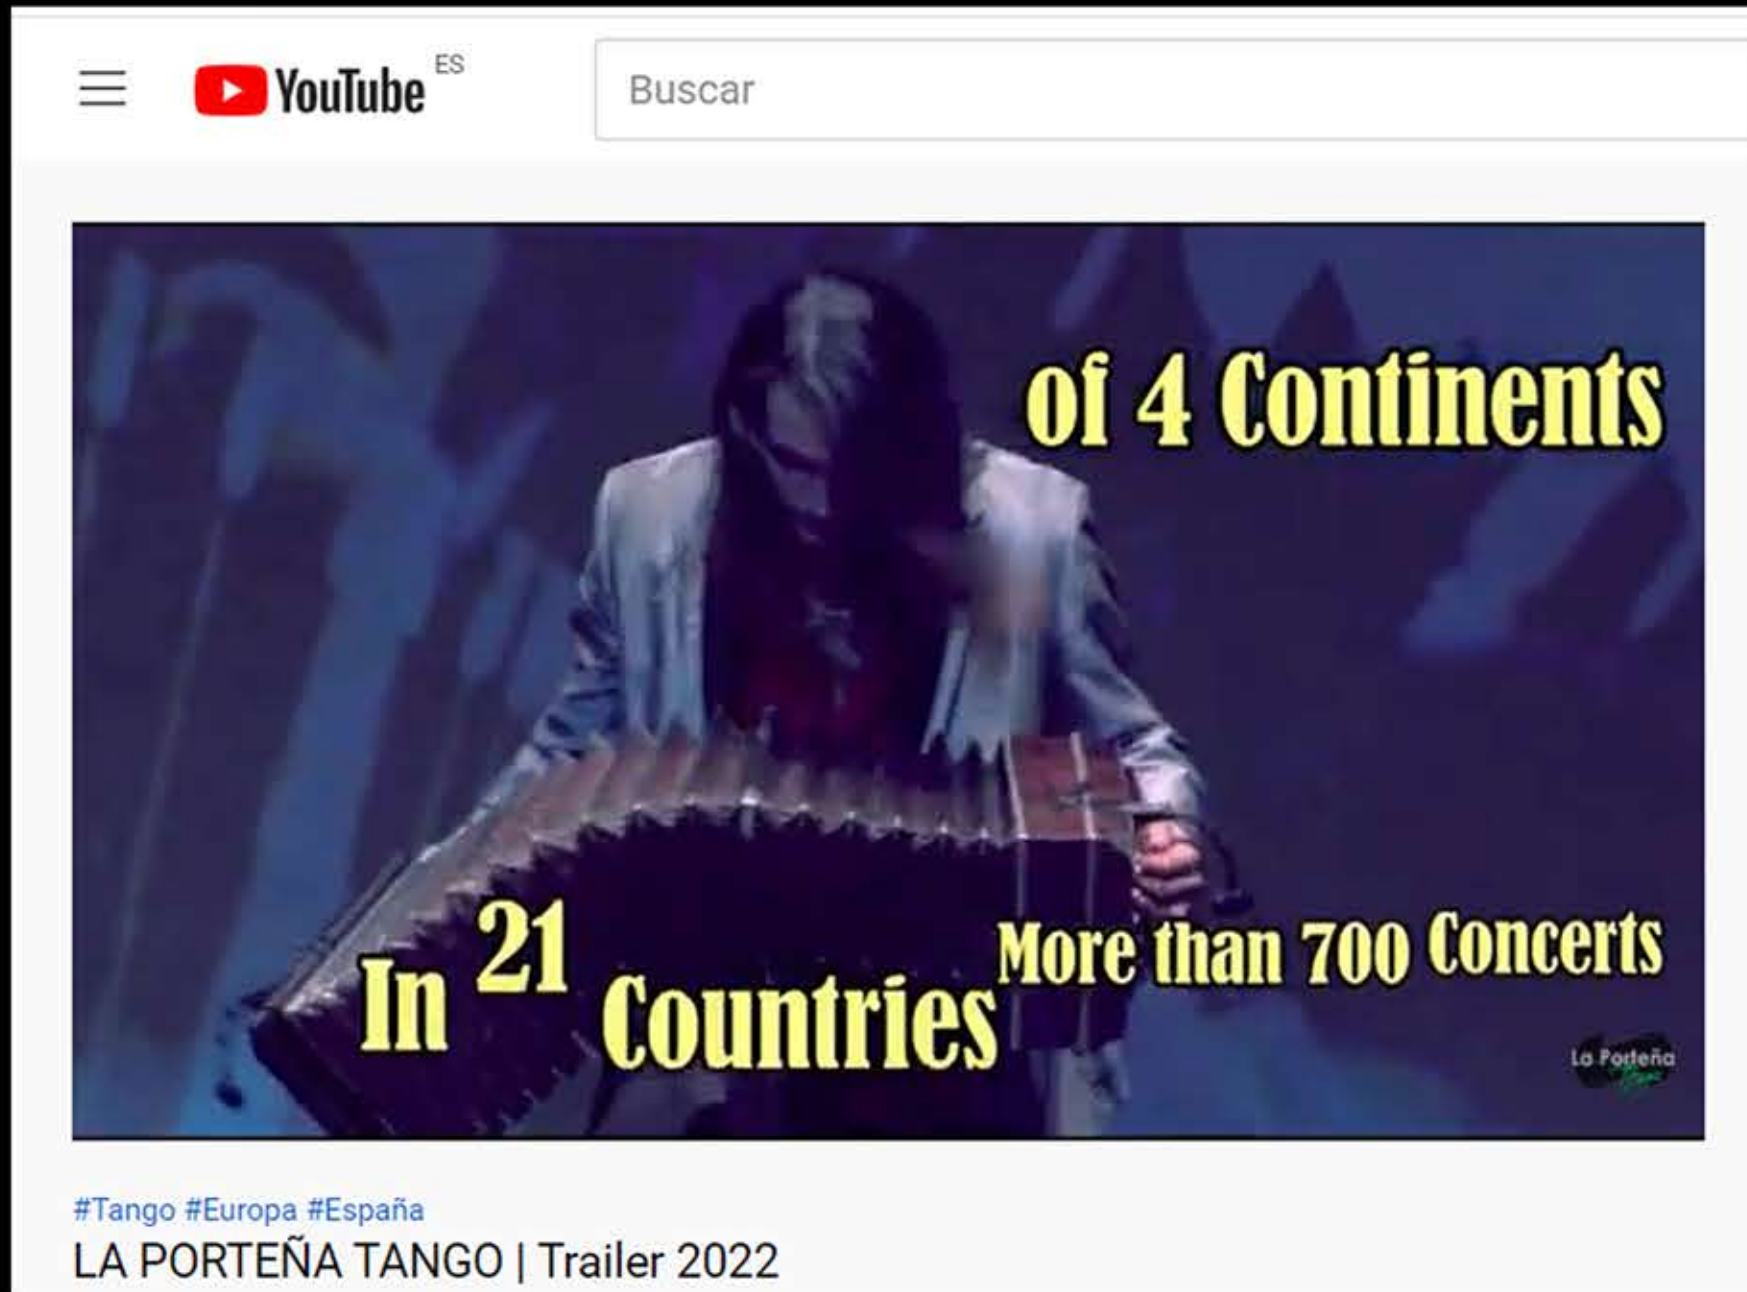 YouTube ES
Buscar
of 4 Continents
In 21 Countries
More than 700 Concerts
La Porteña
#Tango #Europa #España
LA PORTEÑA TANGO | Trailer 2022